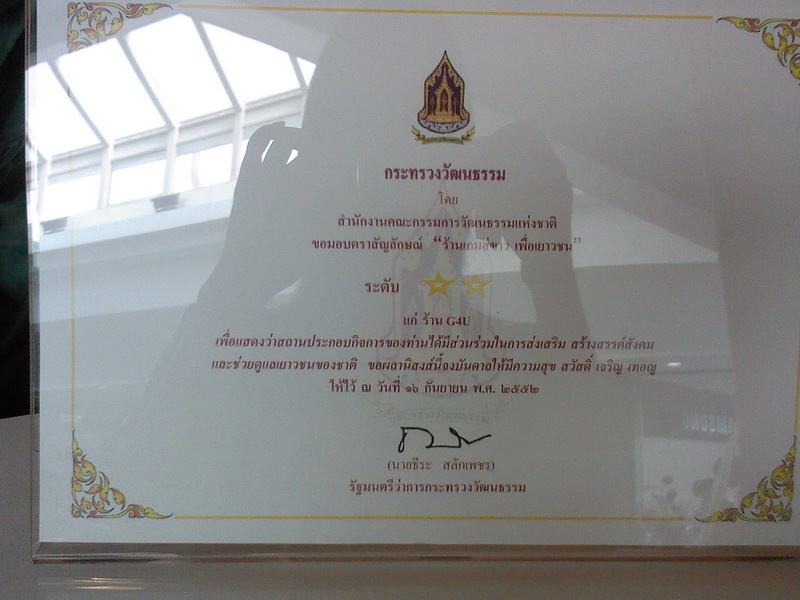 กระทรวงวัฒนธรรม
โดย
สำนักงานคณะกรรมการวัฒนธรรมแห่งชาติ
ขอมอบตราสัญลักษณ์ “ร้านเกมสีขาว เพื่อเยาวชน”
ระดับ
แก่ ร้าน G4U
เพื่อแสดงว่าสถานประกอบกิจการของท่านได้มีส่วนร่วมในการส่งเสริม สร้างสรรค์สังคม
และช่วยดูแลเยาวชนของชาติ ขอผลานิสงส์นี้จงบันดาลให้มีความสุข สวัสดิ์ เจริญ เทอญ
ให้ไว้ ณ วันที่ ๑๖ กันยายน พ.ศ. ๒๕๕๒
(นายธีระ สลักเพชร)
รัฐมนตรีว่าการกระทรวงวัฒนธรรม